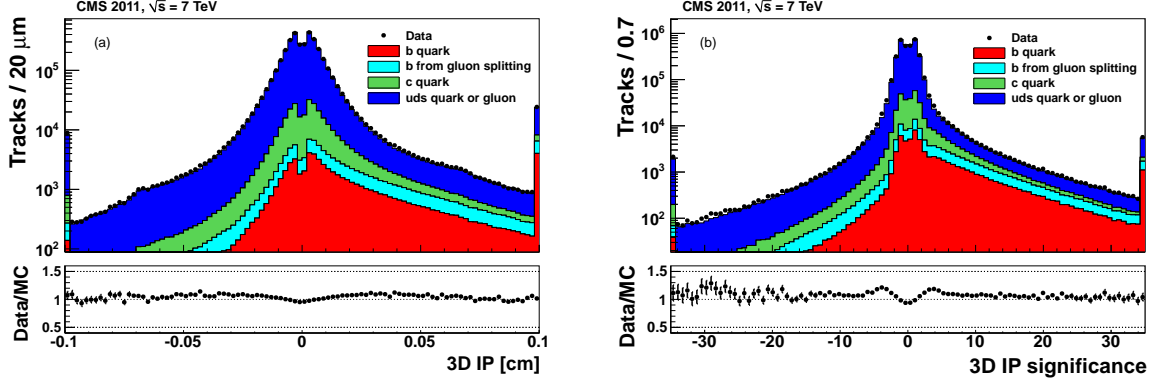 CMS 2011, √s = 7 TeV
(a)
Data
b quark
b from gluon splitting
c quark
uds quark or gluon
Tracks / 20 μm
10⁵
10⁴
10³
10²
Data/MC
1.5
1
0.5
-0.1 -0.05 0 0.05 0.1
3D IP [cm]
CMS 2011, √s = 7 TeV
(b)
Data
b quark
b from gluon splitting
c quark
uds quark or gluon
Tracks / 0.7
10⁶
10⁵
10⁴
10³
10²
Data/MC
1.5
1
0.5
-30 -20 -10 0 10 20 30
3D IP significance